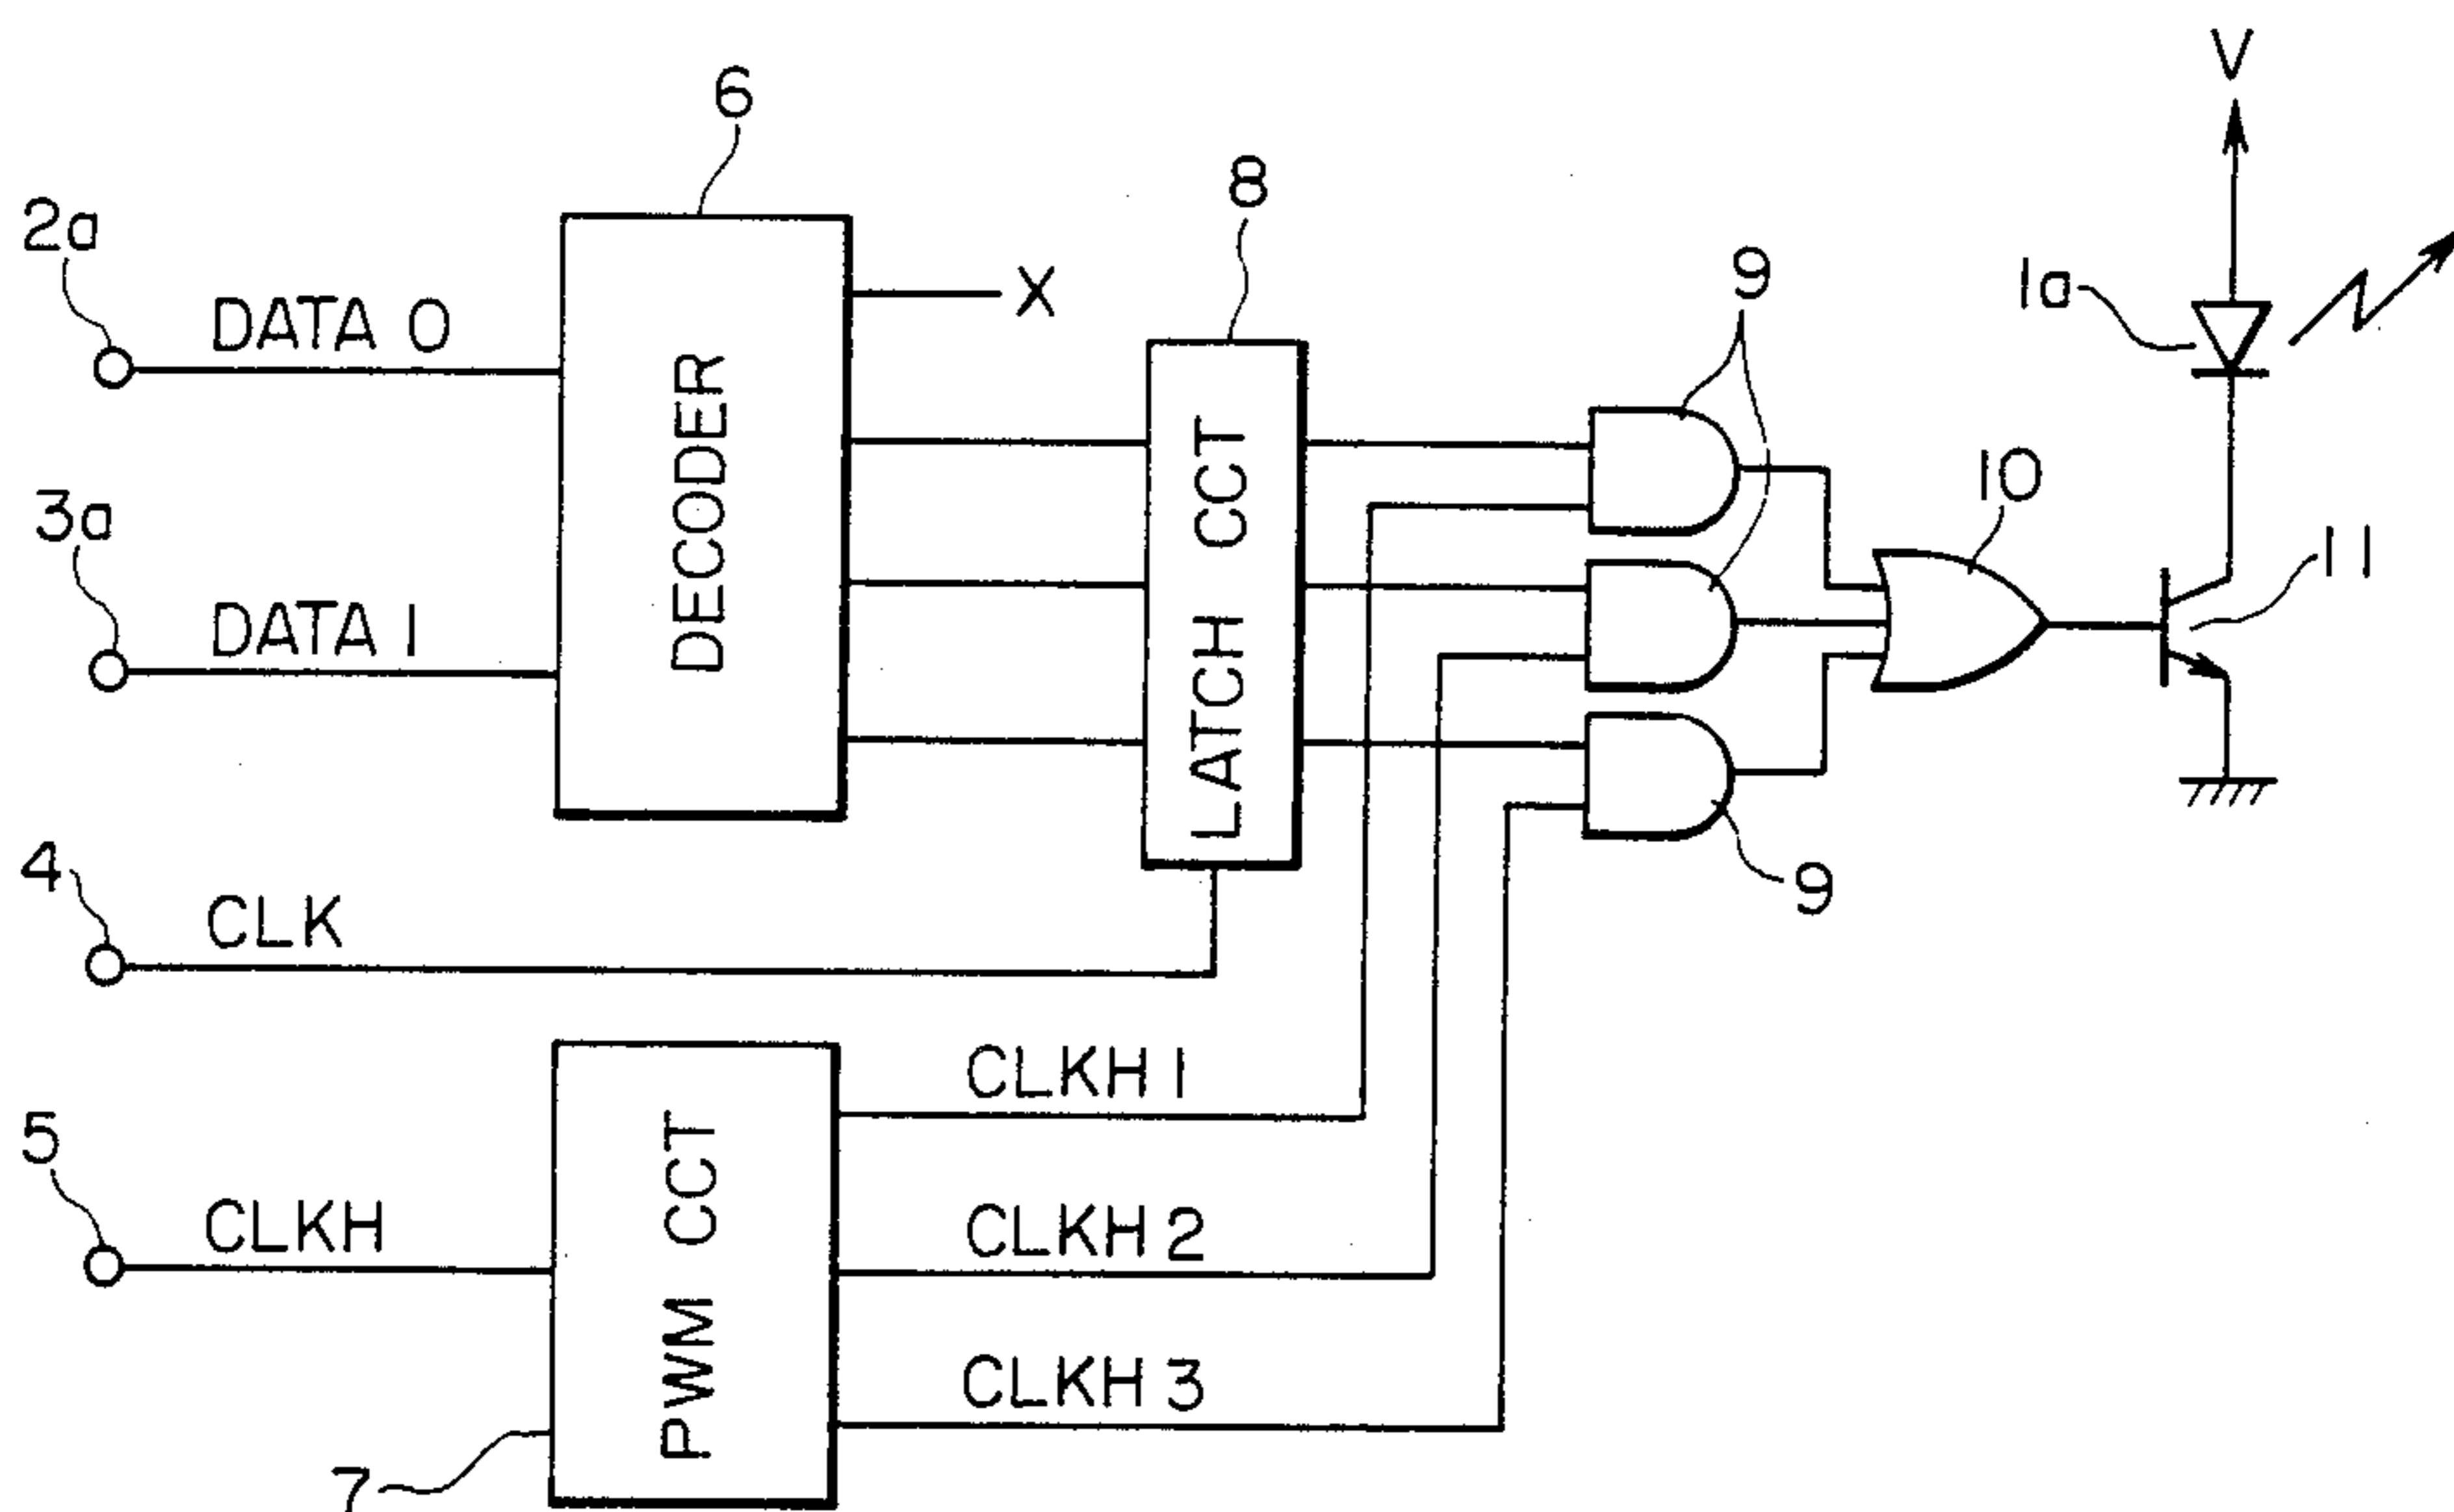 V
6
8
2a
9
1a
X
DATA 0
DECODER
LATCH CCT
10
3a
11
DATA 1
4
9
CLK
CLKH 1
5
PWM CCT
CLKH
CLKH 2
CLKH 3
7